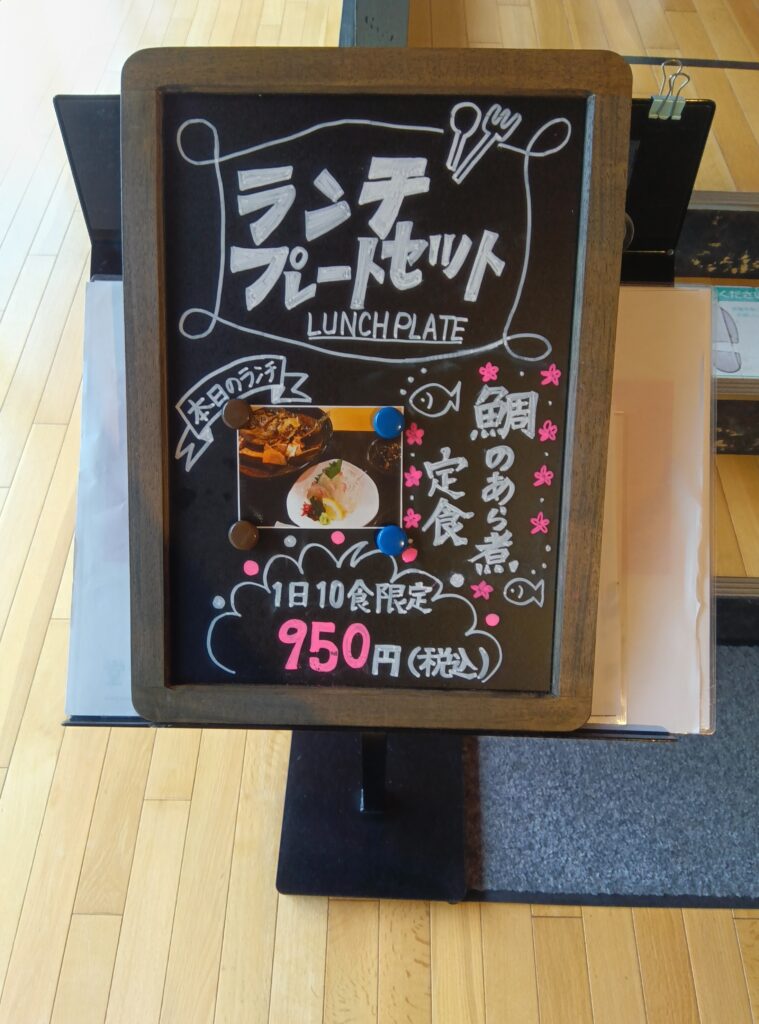 ランチ
プレートセット
LUNCH PLATE
本日のランチ
鯛のあら煮
定食
1日10食限定
950円(税込)